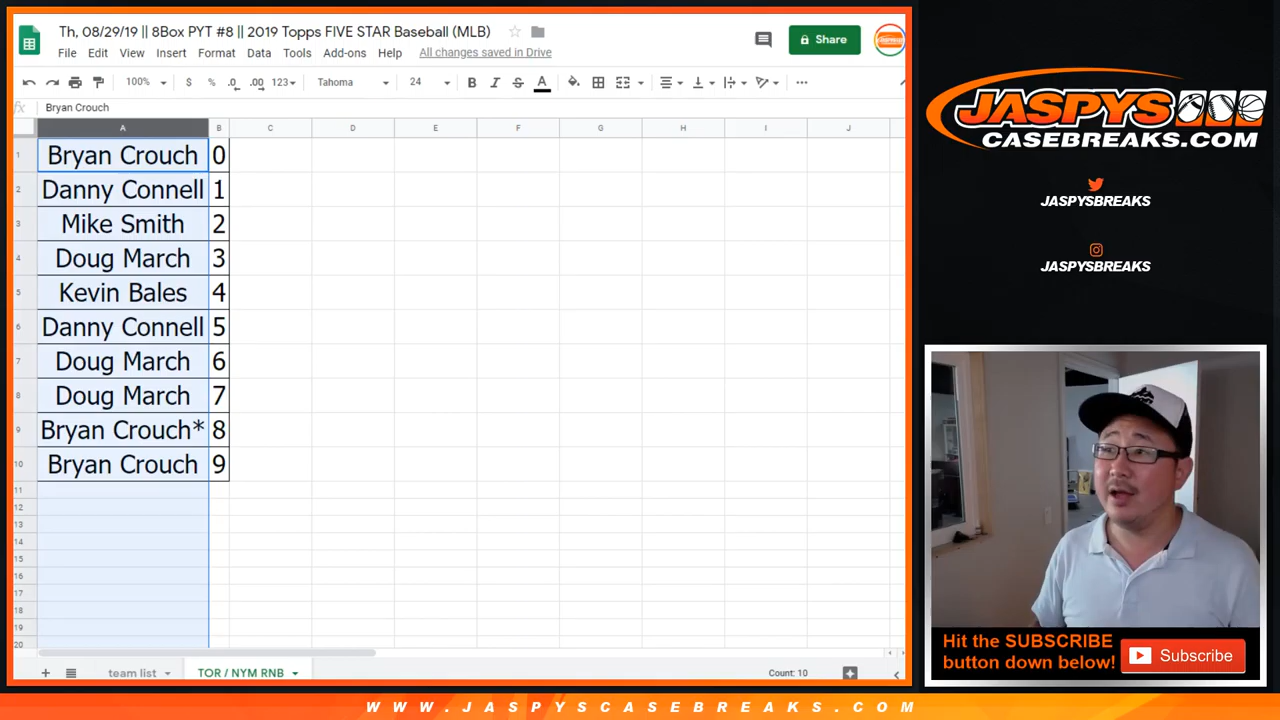 Th, 08/29/19 || 8Box PYT #8 || 2019 Topps FIVE STAR Baseball (MLB)
File Edit View Insert Format Data Tools Add-ons Help All changes saved in Drive
Share
100% $ % .0 .00 123 Tahoma 24 B I S A
fx Bryan Crouch
A B C D E F G H I J
1 Bryan Crouch 0
2 Danny Connell 1
3 Mike Smith 2
4 Doug March 3
5 Kevin Bales 4
6 Danny Connell 5
7 Doug March 6
8 Doug March 7
9 Bryan Crouch* 8
10 Bryan Crouch 9
11
12
13
14
15
16
17
18
19
20
team list TOR / NYM RNB Count: 10
JASPYS
CASEBREAKS.COM
JASPYSBREAKS
JASPYSBREAKS
Hit the SUBSCRIBE
button down below!
Subscribe
WWW.JASPYSCASEBREAKS.COM